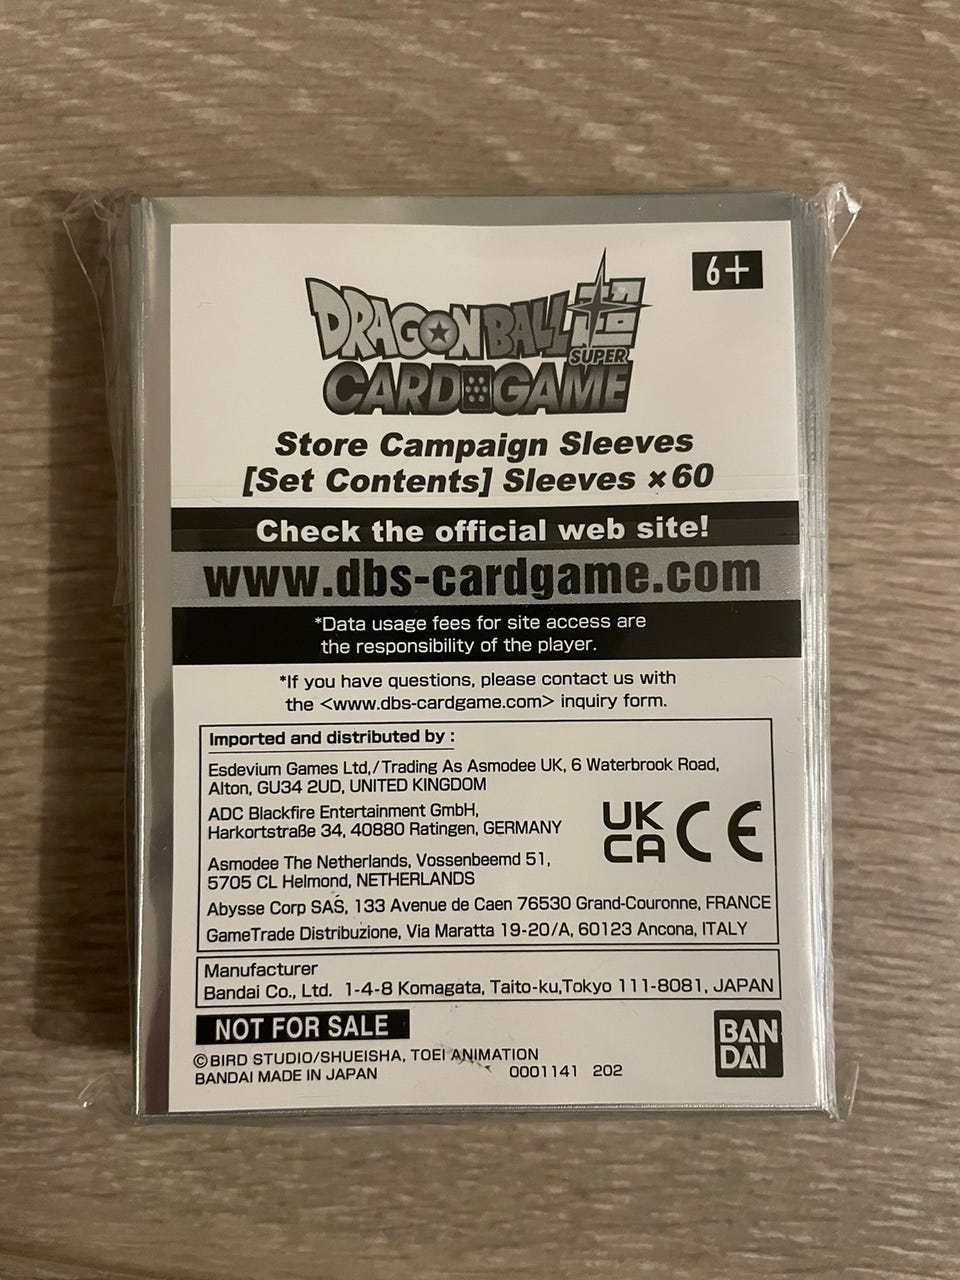 6+
DRAGON BALL 超
SUPER
CARD GAME
Store Campaign Sleeves
[Set Contents] Sleeves ×60
Check the official web site!
www.dbs-cardgame.com
*Data usage fees for site access are
the responsibility of the player.
*If you have questions, please contact us with
the <www.dbs-cardgame.com> inquiry form.
Imported and distributed by :
Esdevium Games Ltd,/Trading As Asmodee UK, 6 Waterbrook Road,
Alton, GU34 2UD, UNITED KINGDOM
ADC Blackfire Entertainment GmbH,
Harkortstraße 34, 40880 Ratingen, GERMANY
Asmodee The Netherlands, Vossenbeemd 51,
5705 CL Helmond, NETHERLANDS
Abysse Corp SAS, 133 Avenue de Caen 76530 Grand-Couronne, FRANCE
GameTrade Distribuzione, Via Maratta 19-20/A, 60123 Ancona, ITALY
UK
CA CE
Manufacturer
Bandai Co., Ltd. 1-4-8 Komagata, Taito-ku,Tokyo 111-8081, JAPAN
NOT FOR SALE
©BIRD STUDIO/SHUEISHA, TOEI ANIMATION
BANDAI MADE IN JAPAN 0001141 202
BAN
DAI